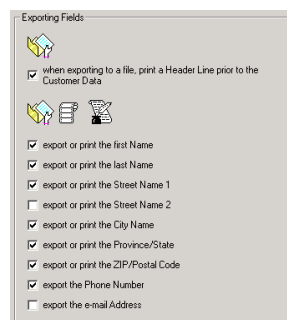 Exporting Fields
when exporting to a file, print a Header Line prior to the
Customer Data
export or print the first Name
export or print the last Name
export or print the Street Name 1
export or print the Street Name 2
export or print the City Name
export or print the Province/State
export or print the ZIP/Postal Code
export the Phone Number
export the e-mail Address